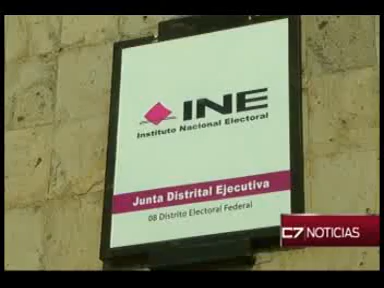 INE
Instituto Nacional Electoral
Junta Distrital Ejecutiva
08 Distrito Electoral Federal
C7 NOTICIAS